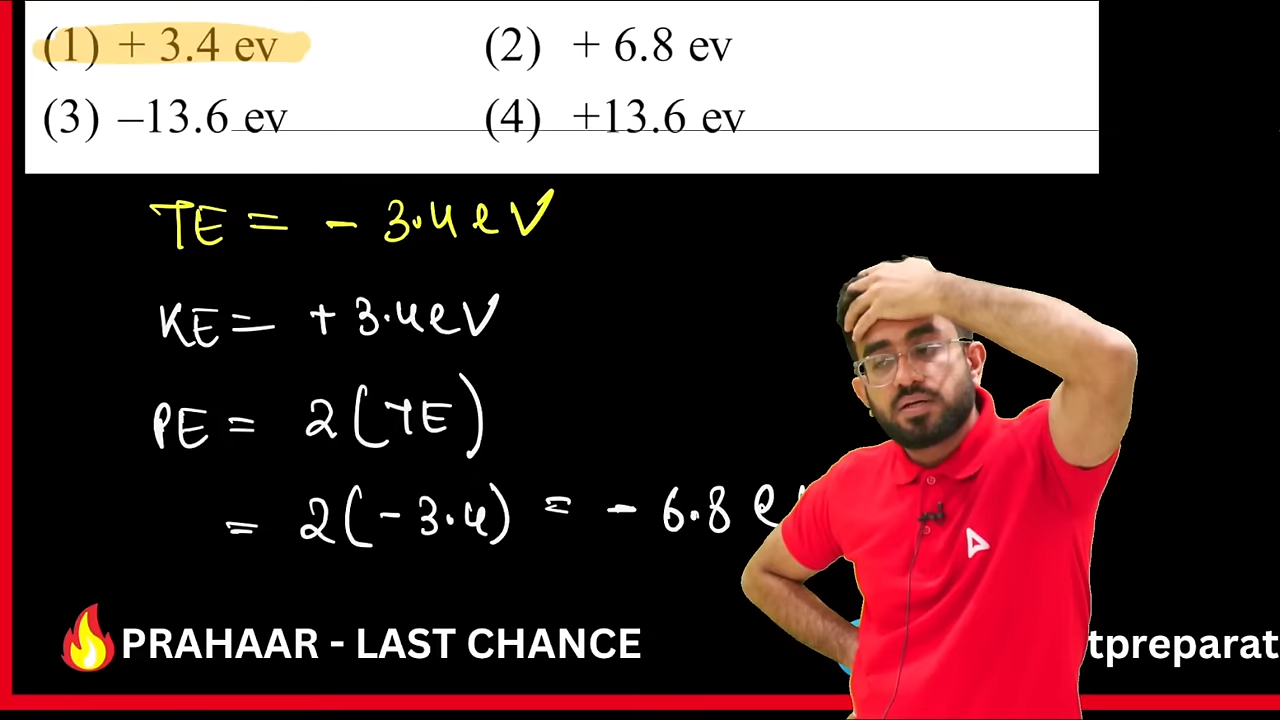 (1) + 3.4 ev (2) + 6.8 ev
(3) –13.6 ev (4) +13.6 ev
TE = - 3.4 eV
KE = + 3.4 eV
PE = 2 (TE)
= 2(-3.4) = - 6.8 e
PRAHAAR - LAST CHANCE
tpreparat